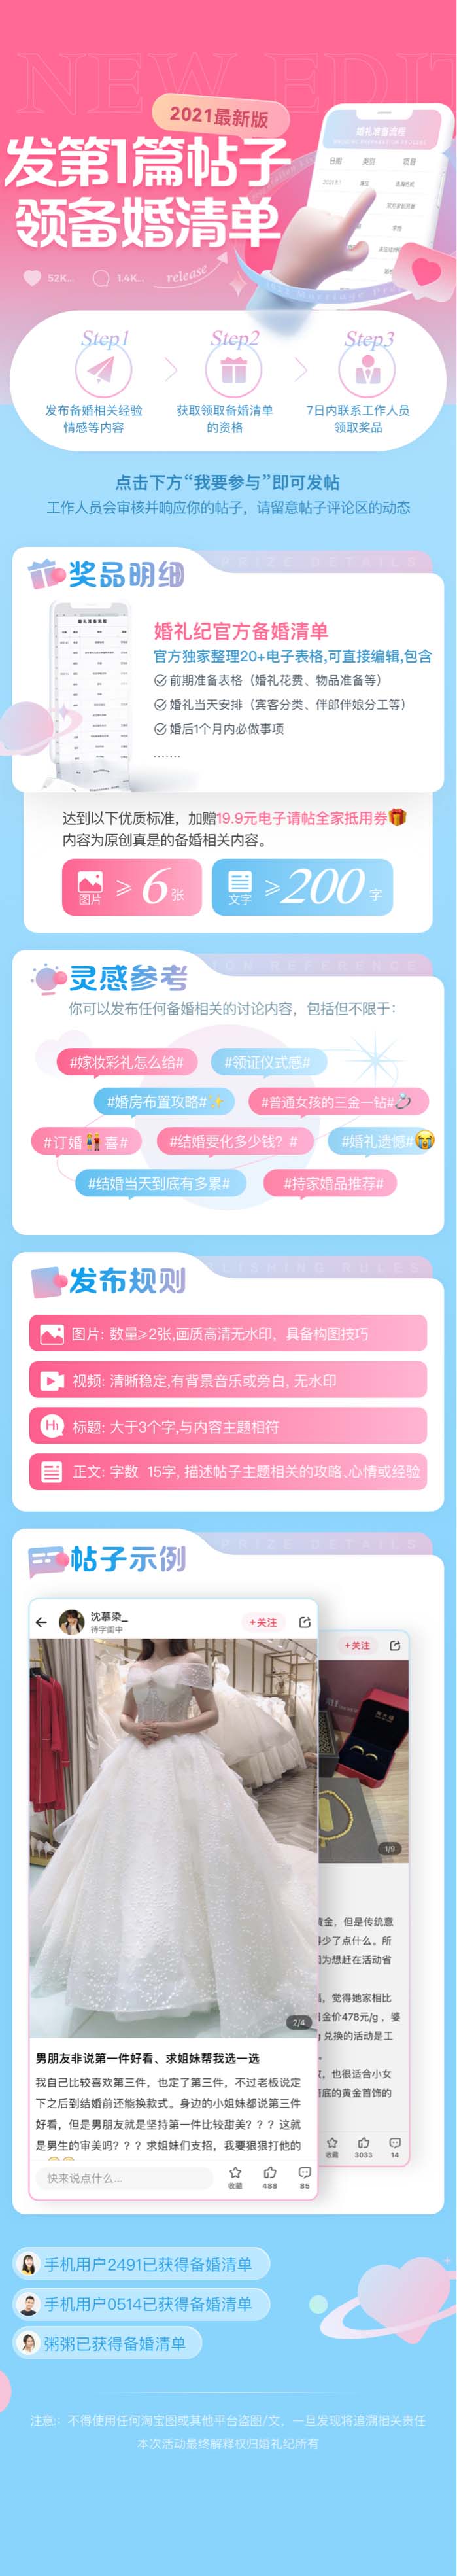 NEW EDIT
2021最新版
发第1篇帖子
领备婚清单
52K...
1.4K...
release
婚礼准备流程
日期 类别 项目
Step1
Step2
Step3
发布备婚相关经验
情感等内容
获取领取备婚清单
的资格
7日内联系工作人员
领取奖品
点击下方“我要参与”即可发帖
工作人员会审核并响应你的帖子，请留意帖子评论区的动态
PRIZE DETAILS
奖品明细
婚礼纪官方备婚清单
官方独家整理20+电子表格,可直接编辑,包含
前期准备表格（婚礼花费、物品准备等）
婚礼当天安排（宾客分类、伴郎伴娘分工等）
婚后1个月内必做事项
.......
达到以下优质标准，加赠19.9元电子请帖全家抵用券
内容为原创真是的备婚相关内容。
图片
≥6张
文字
≥200字
ION REFERENCE
灵感参考
你可以发布任何备婚相关的讨论内容，包括但不限于：
#嫁妆彩礼怎么给#
#领证仪式感#
#婚房布置攻略#
#普通女孩的三金一钻#
#订婚 喜#
#结婚要花多少钱？#
#婚礼遗憾#
#结婚当天到底有多累#
#持家婚品推荐#
LISHING RULES
发布规则
图片: 数量≥2张,画质高清无水印，具备构图技巧
视频: 清晰稳定,有背景音乐或旁白, 无水印
H1
标题: 大于3个字,与内容主题相符
正文: 字数 15字, 描述帖子主题相关的攻略、心情或经验
PRIZE DETAILS
帖子示例
沈慕染_
待字闺中
+关注
2/4
男朋友非说第一件好看、求姐妹帮我选一选
我自己比较喜欢第三件，也定了第三件，不过老板说定
下之后到结婚前还能换款式。身边的小姐妹都说第三件
好看，但是男朋友就是坚持第一件比较甜美？？？这就
是男生的审美吗？？？求姐妹们支招，我要狠狠打他的
快来说点什么...
收藏
488
85
+关注
1/9
黄金，但是传统意
少了点什么。所
为想赶在活动省
，觉得她家相比
金价478元/g，婆
兑换的活动是工
，也很适合小女
底的黄金首饰的
收藏
3033
14
手机用户2491已获得备婚清单
手机用户0514已获得备婚清单
粥粥已获得备婚清单
注意:：不得使用任何淘宝图或其他平台盗图/文，一旦发现将追溯相关责任
本次活动最终解释权归婚礼纪所有